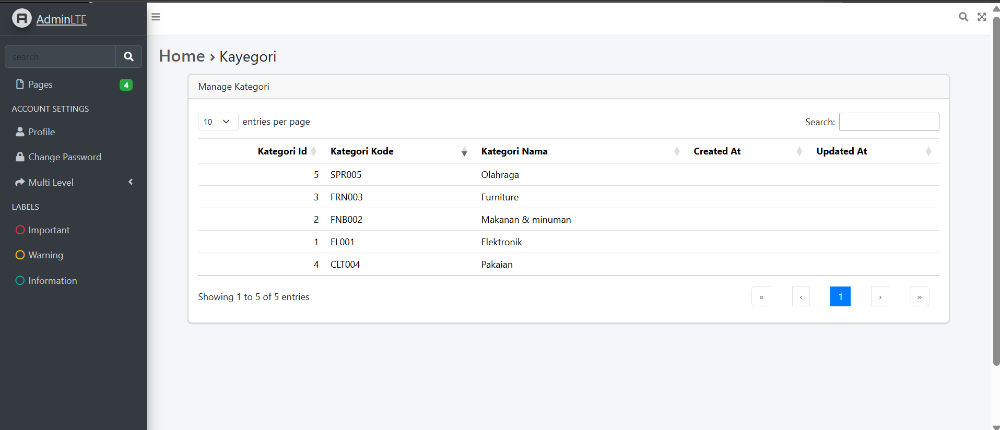 AdminLTE
search
Pages 4
ACCOUNT SETTINGS
Profile
Change Password
Multi Level
LABELS
Important
Warning
Information
Home › Kayegori
Manage Kategori
10 entries per page Search:
Kategori Id Kategori Kode Kategori Nama Created At Updated At
5 SPR005 Olahraga
3 FRN003 Furniture
2 FNB002 Makanan & minuman
1 EL001 Elektronik
4 CLT004 Pakaian
Showing 1 to 5 of 5 entries « ‹ 1 › »